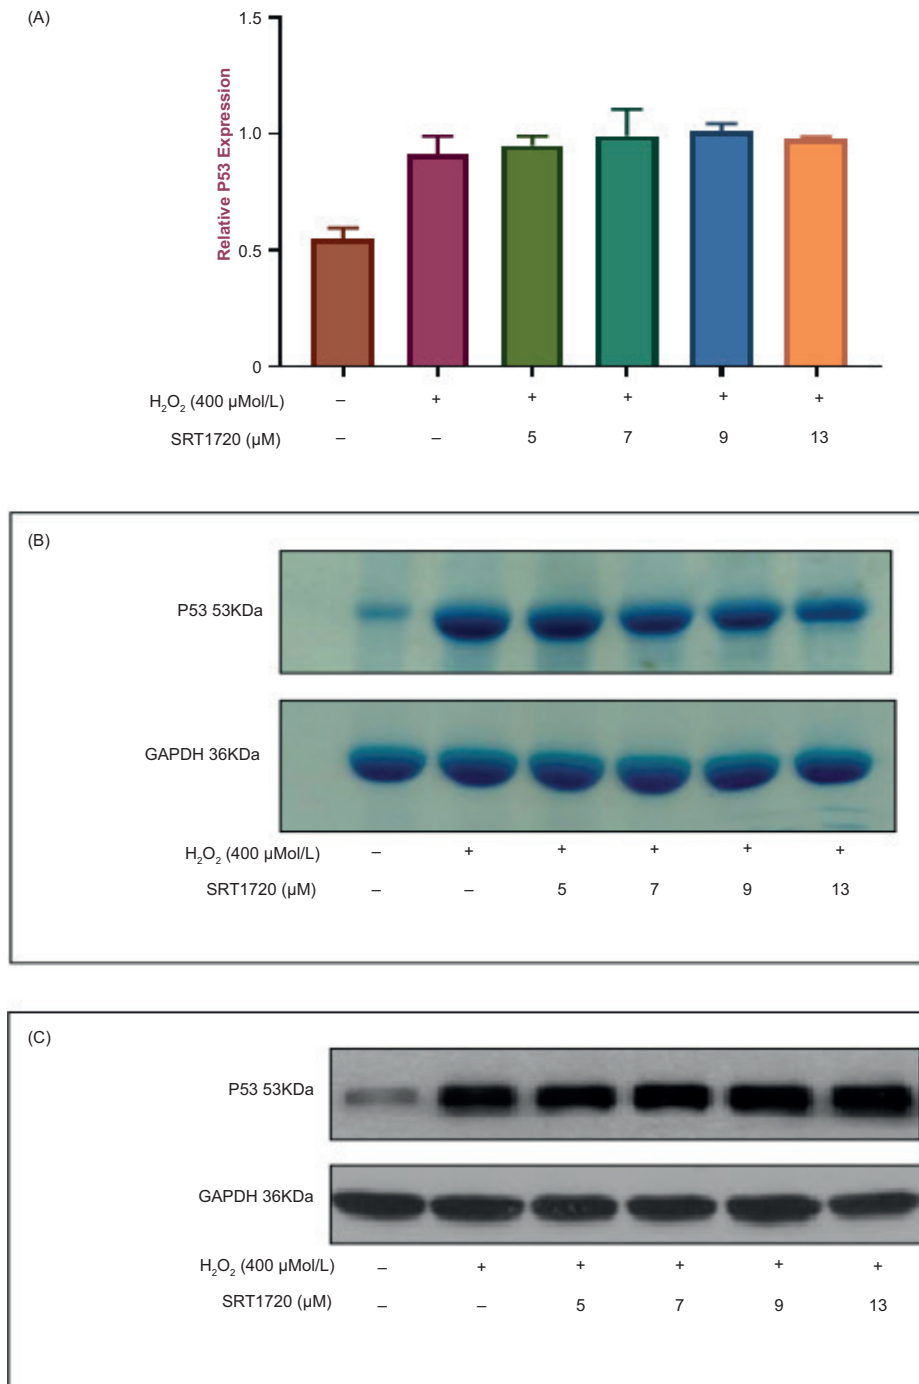 (A)
1.5
1.0
0.5
0
Relative P53 Expression
H₂O₂ (400 μMol/L) – + + + + +
SRT1720 (μM) – – 5 7 9 13
(B)
P53 53KDa
GAPDH 36KDa
H₂O₂ (400 μMol/L) – + + + + +
SRT1720 (μM) – – 5 7 9 13
(C)
P53 53KDa
GAPDH 36KDa
H₂O₂ (400 μMol/L) – + + + + +
SRT1720 (μM) – – 5 7 9 13